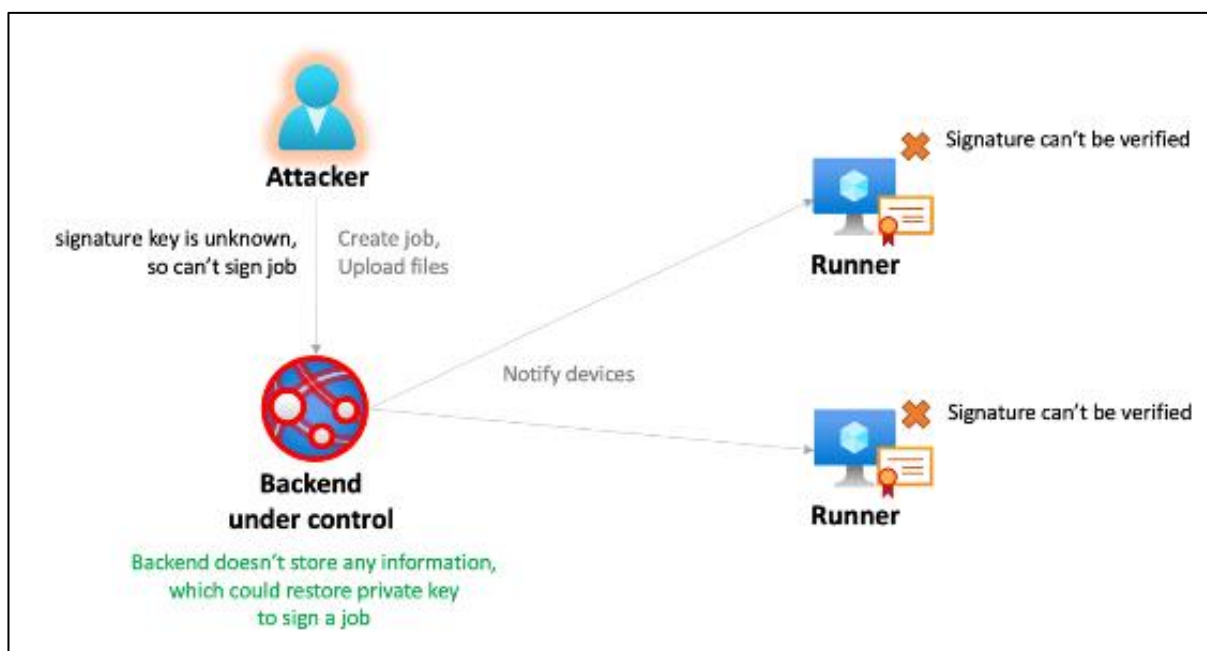 Attacker
signature key is unknown,
so can't sign job
Create job,
Upload files
Backend
under control
Backend doesn't store any information,
which could restore private key
to sign a job
Notify devices
Signature can't be verified
Runner
Signature can't be verified
Runner